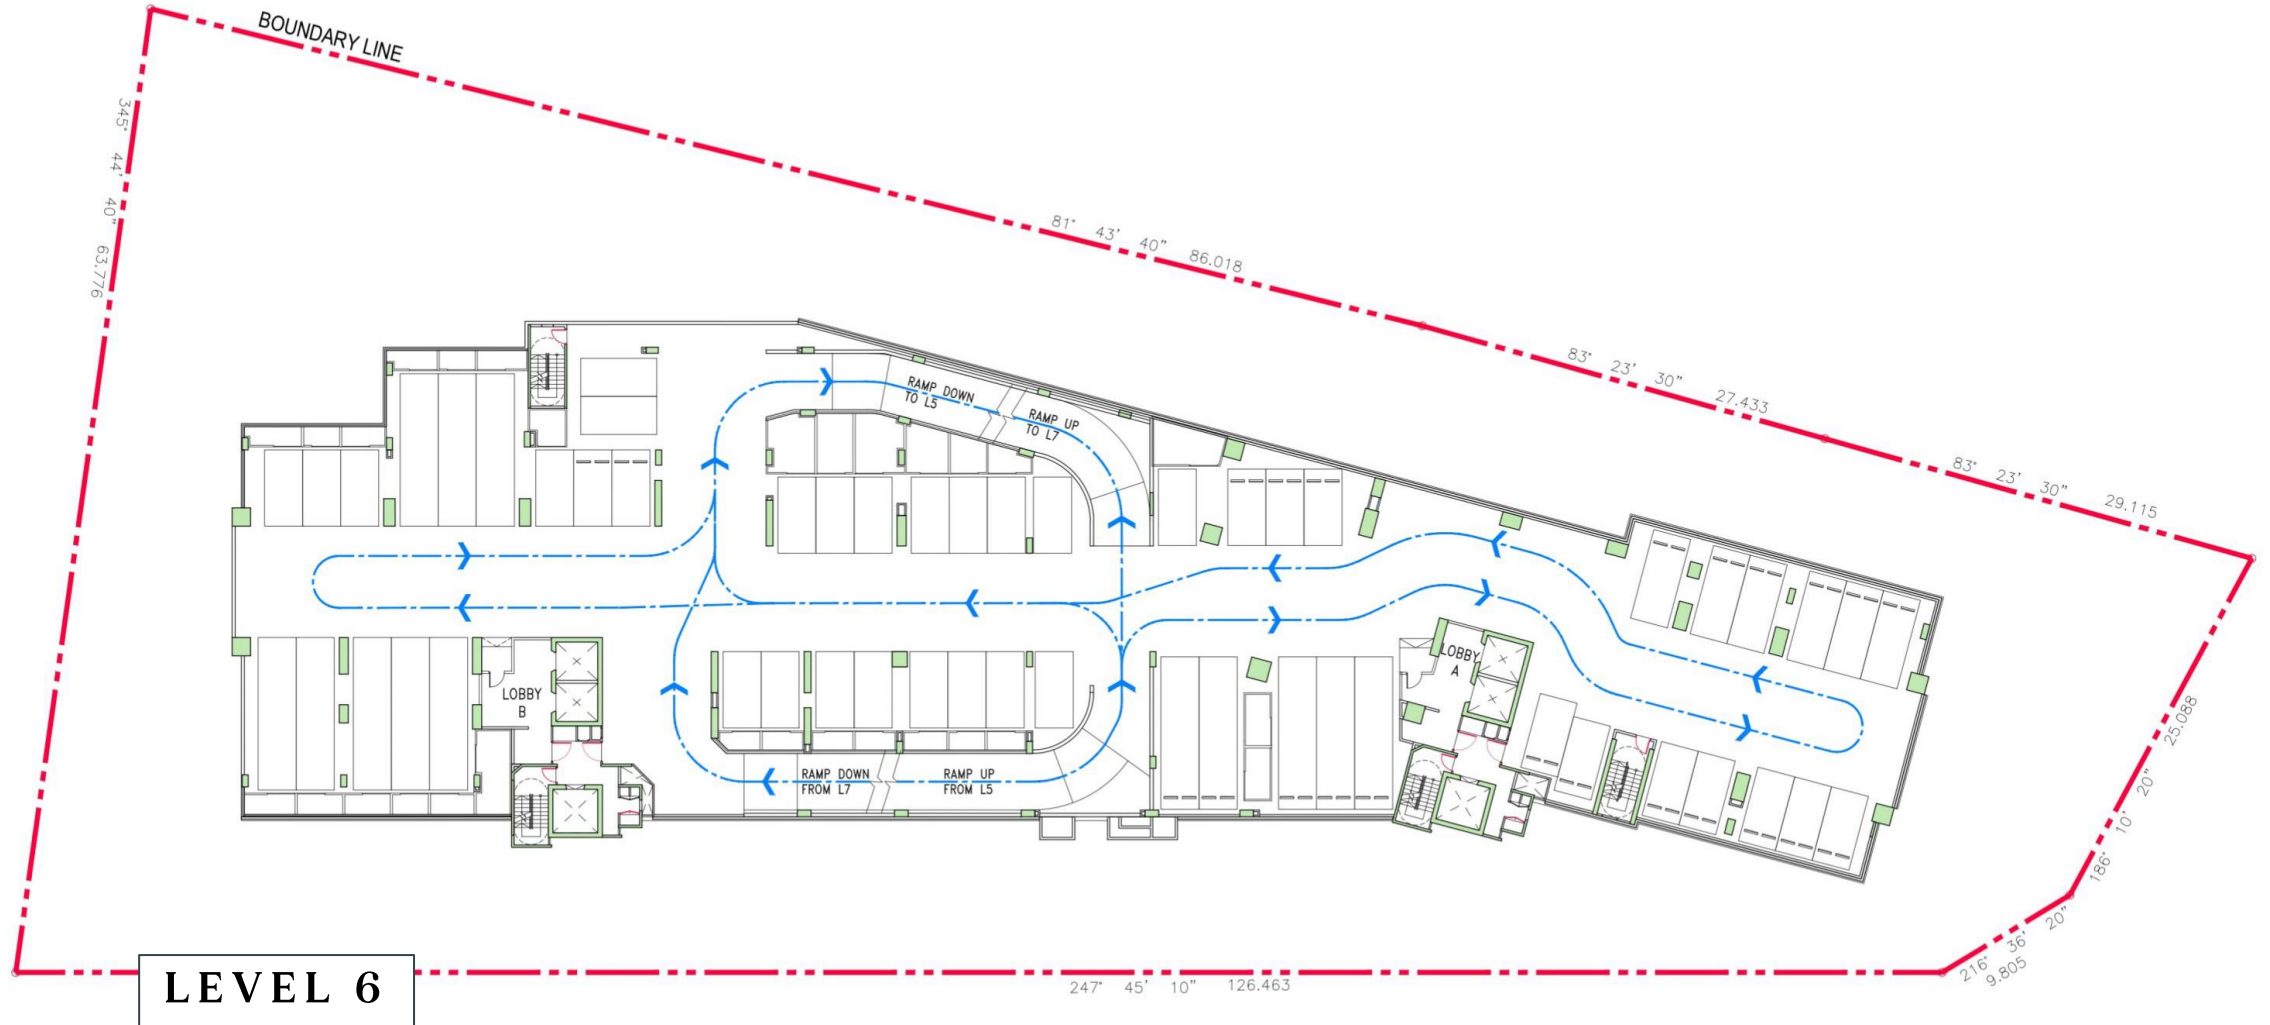 BOUNDARY LINE
345° 44' 40" 63.776
81° 43' 40" 86.018
83° 23' 30" 27.433
83° 23' 30" 29.115
RAMP DOWN
TO L5
RAMP UP
TO L7
LOBBY
A
LOBBY
B
RAMP DOWN
FROM L7
RAMP UP
FROM L5
186° 10' 20" 25.088
216° 36' 20"
9.805
247° 45' 10" 126.463
LEVEL 6